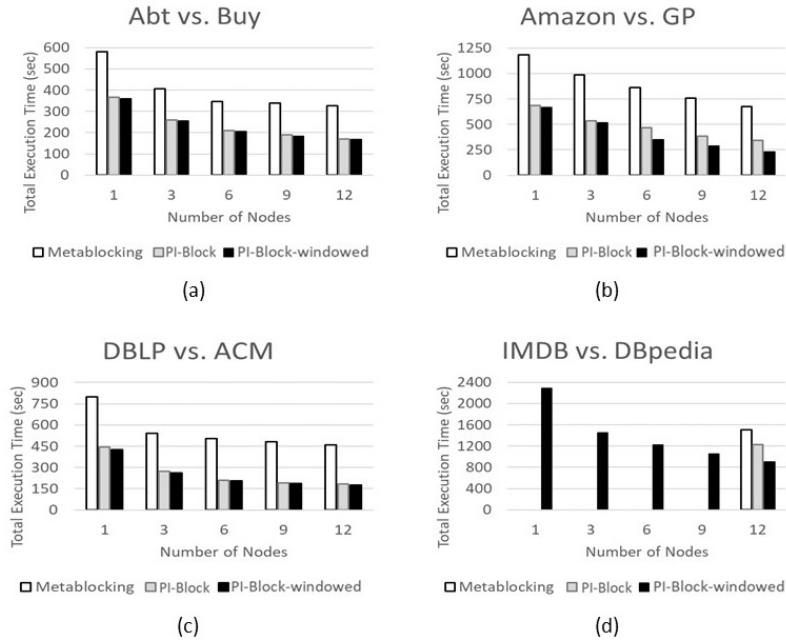 Abt vs. Buy
Total Execution Time (sec)
600
500
400
300
200
100
0
1 3 6 9 12
Number of Nodes
Metablocking PI-Block PI-Block-windowed
(a)
Amazon vs. GP
Total Execution Time (sec)
1250
1000
750
500
250
0
1 3 6 9 12
Number of Nodes
Metablocking PI-Block PI-Block-windowed
(b)
DBLP vs. ACM
Total Execution Time (sec)
900
750
600
450
300
150
0
1 3 6 9 12
Number of Nodes
Metablocking PI-Block PI-Block-windowed
(c)
IMDB vs. DBpedia
Total Execution Time (sec)
2400
2000
1600
1200
800
400
0
1 3 6 9 12
Number of Nodes
Metablocking PI-Block PI-Block-windowed
(d)